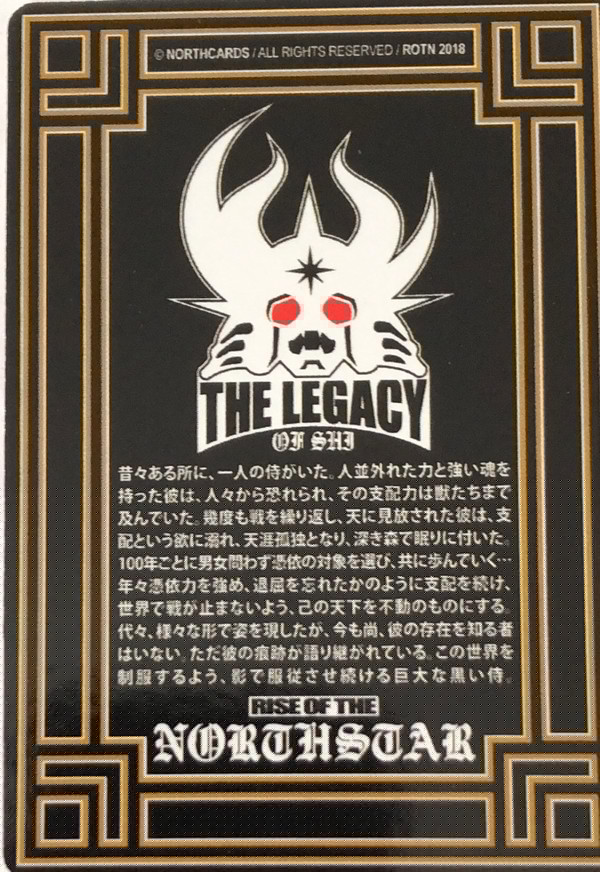 © NORTHCARDS / ALL RIGHTS RESERVED / ROTN 2018
THE LEGACY
OF SHI
昔々ある所に、一人の侍がいた。人並外れた力と強い魂を
持った彼は、人々から恐れられ、その支配力は獣たちまで
及んでいた。幾度も戦を繰り返し、天に見放された彼は、支
配という欲に溺れ、天涯孤独となり、深き森で眠りに付いた。
100年ごとに男女問わず憑依の対象を選び、共に歩んでいく…
年々憑依力を強め、退屈を忘れたかのように支配を続け、
世界で戦が止まないよう、己の天下を不動のものにする。
代々、様々な形で姿を現したが、今も尚、彼の存在を知る者
はいない。ただ彼の痕跡が語り継がれている。この世界を
制服するよう、影で服従させ続ける巨大な黒い侍。
RISE OF THE
NORTHSTAR